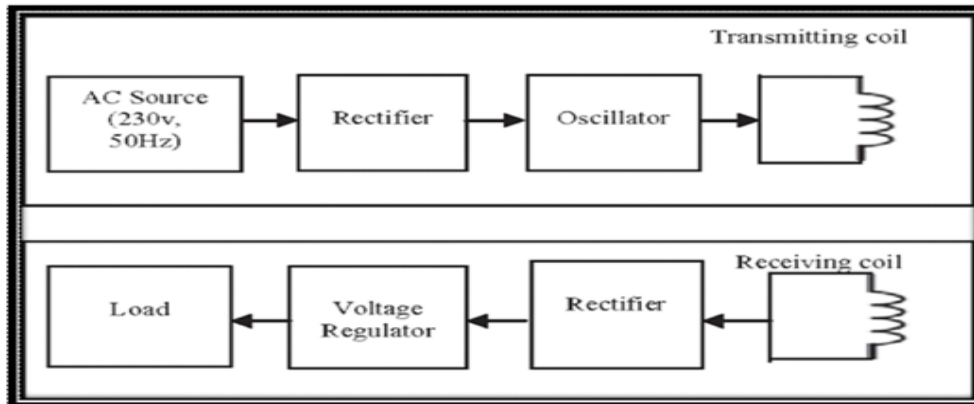 Transmitting coil
AC Source
(230v,
50Hz)
Rectifier
Oscillator
Receiving coil
Load
Voltage
Regulator
Rectifier